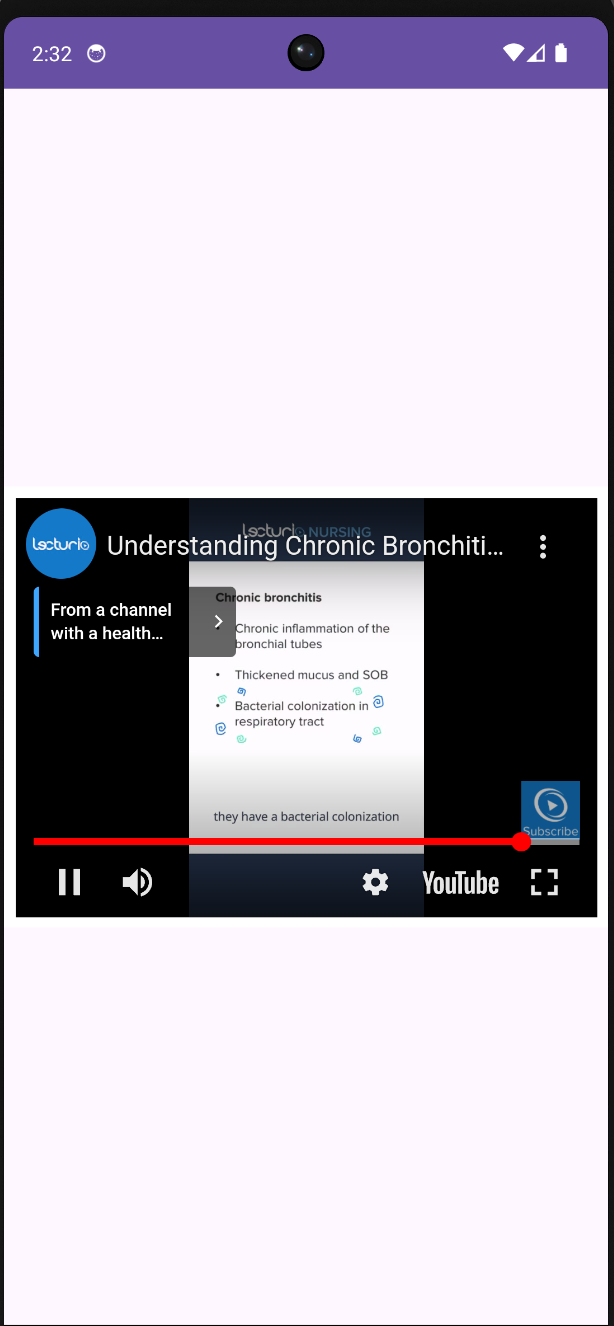 2:32
lecturio NURSING
lecturio
Understanding Chronic Bronchiti...
From a channel
with a health...
Chronic bronchitis
• Chronic inflammation of the
bronchial tubes
• Thickened mucus and SOB
• Bacterial colonization in
respiratory tract
they have a bacterial colonization
Subscribe
YouTube